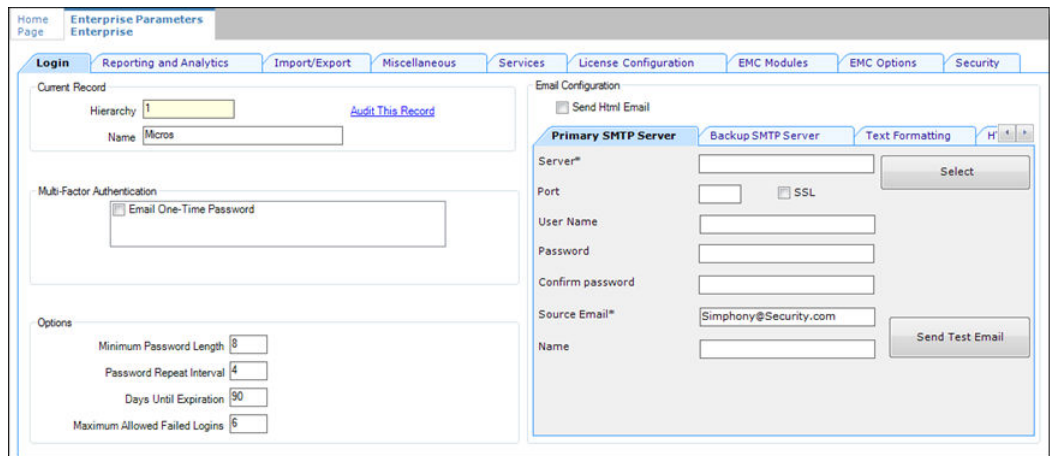 Home Page
Enterprise Parameters
Enterprise
Login
Reporting and Analytics
Import/Export
Miscellaneous
Services
License Configuration
EMC Modules
EMC Options
Security
Current Record
Hierarchy 1
Audit This Record
Name Micros
Multi-Factor Authentication
Email One-Time Password
Options
Minimum Password Length 8
Password Repeat Interval 4
Days Until Expiration 90
Maximum Allowed Failed Logins 6
Email Configuration
Send Html Email
Primary SMTP Server
Backup SMTP Server
Text Formatting
Server*
Select
Port
SSL
User Name
Password
Confirm password
Source Email* Simphony@Security.com
Send Test Email
Name